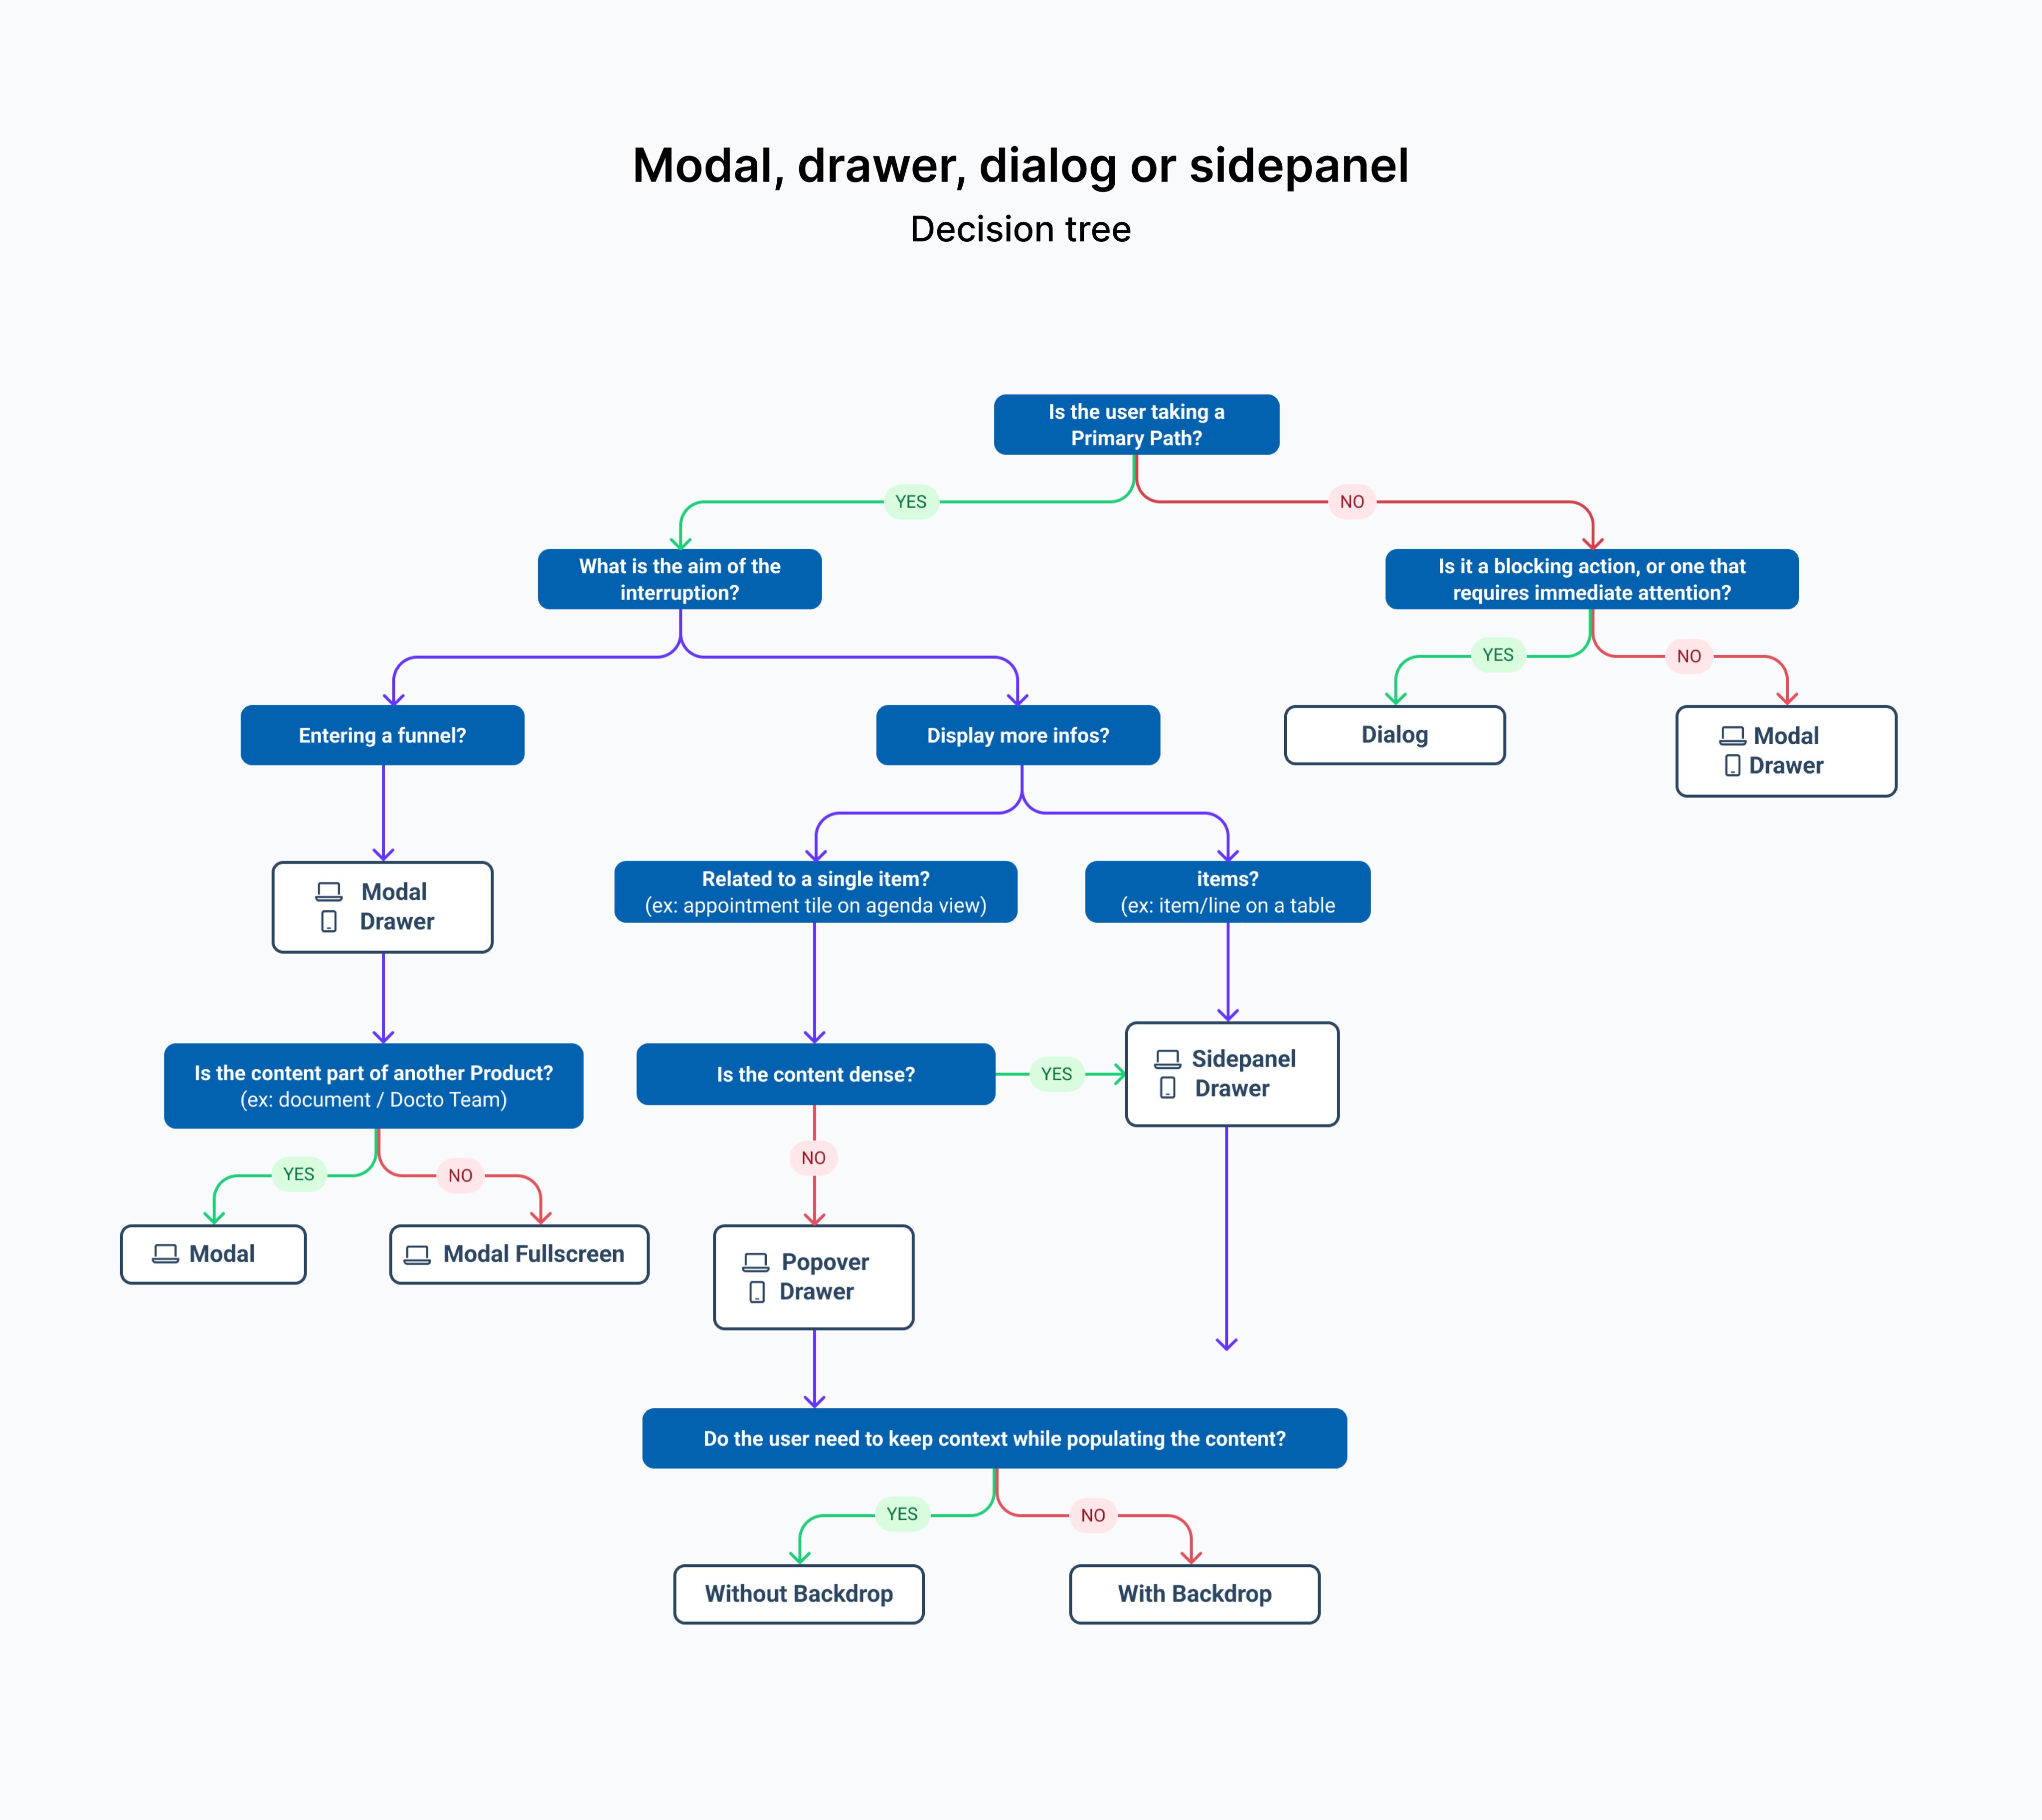 Modal, drawer, dialog or sidepanel
Decision tree
Is the user taking a
Primary Path?
YES
NO
What is the aim of the
interruption?
Is it a blocking action, or one that
requires immediate attention?
YES
NO
Entering a funnel?
Display more infos?
Dialog
Modal
Drawer
Modal
Drawer
Related to a single item?
(ex: appointment tile on agenda view)
items?
(ex: item/line on a table
Is the content part of another Product?
(ex: document / Docto Team)
Is the content dense?
YES
Sidepanel
Drawer
YES
NO
NO
Modal
Modal Fullscreen
Popover
Drawer
Do the user need to keep context while populating the content?
YES
NO
Without Backdrop
With Backdrop